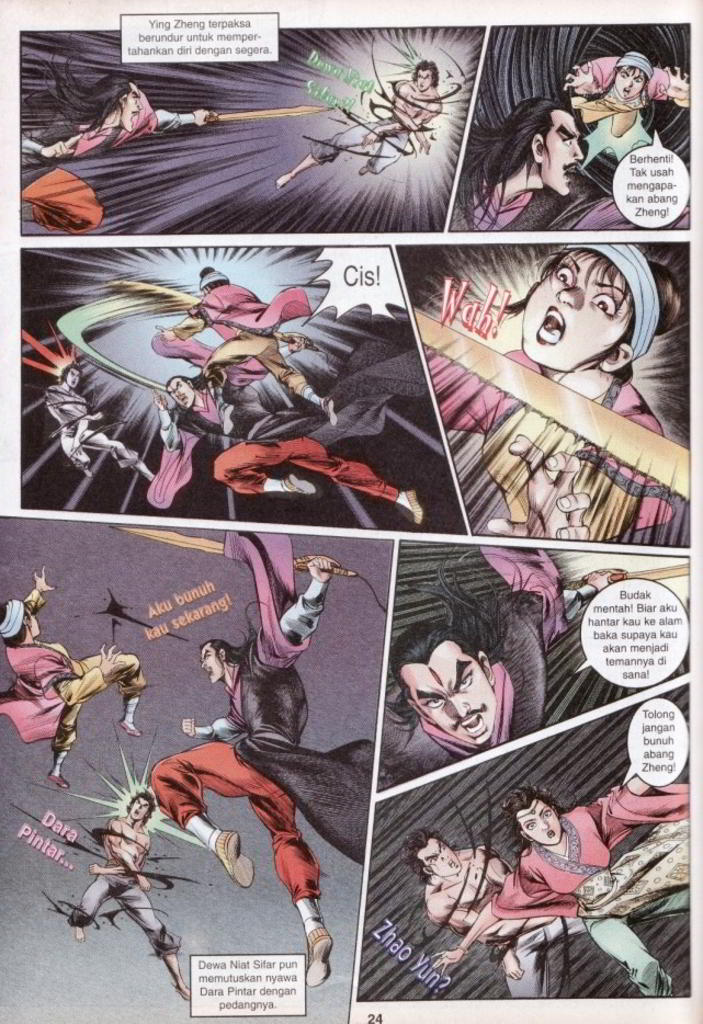 Ying Zheng terpaksa
berundur untuk memper-
tahankan diri dengan segera.
Dewa Niat
Sifar!!
Berhenti!
Tak usah
mengapa-
kan abang
Zheng!
Cis!
Wah!
Aku bunuh
kau sekarang!
Dara
Pintar...
Dewa Niat Sifar pun
memutuskan nyawa
Dara Pintar dengan
pedangnya.
Budak
mentah! Biar aku
hantar kau ke alam
baka supaya kau
akan menjadi
temannya di
sana!
Tolong
jangan
bunuh
abang
Zheng!
Zhao Yun?
24